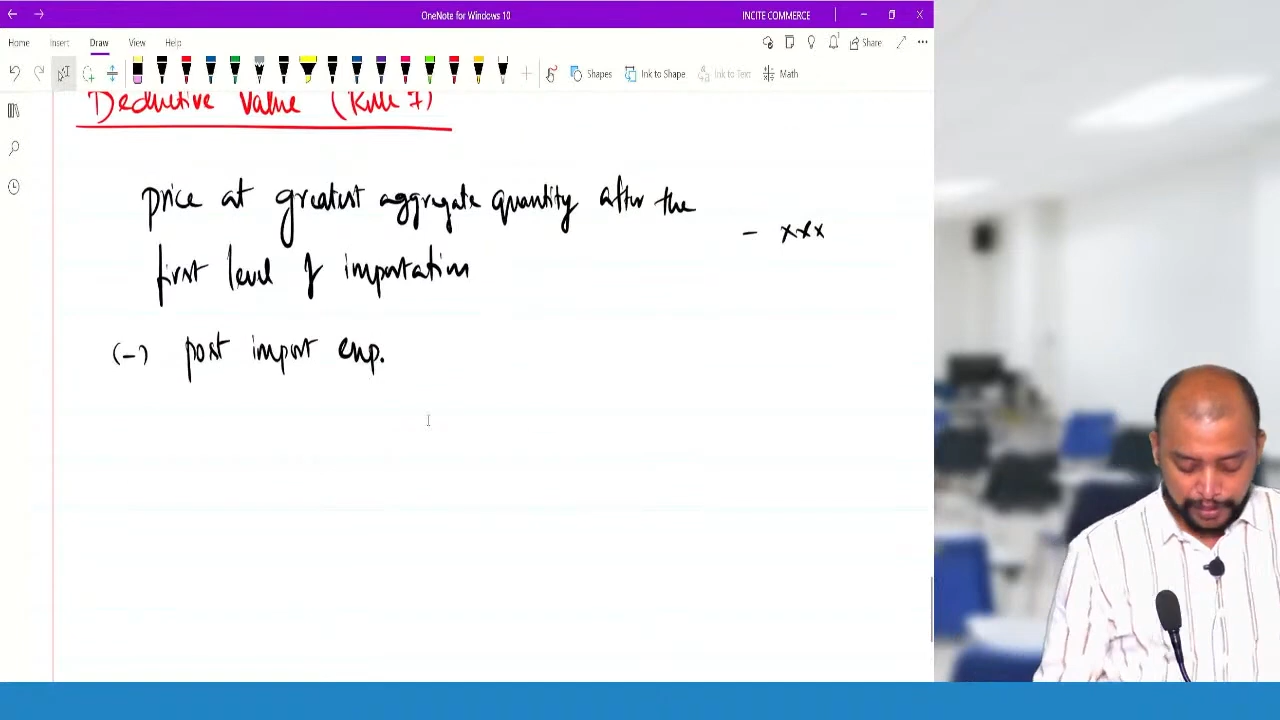 OneNote for Windows 10
INCITE COMMERCE
Home Insert Draw View Help
Share
Shapes
Ink to Shape
Ink to Text
Math
Deductive Value (Rule 7)
price at greatest aggregate quantity after the
first level of importation
- xxx
(-) post import exp.